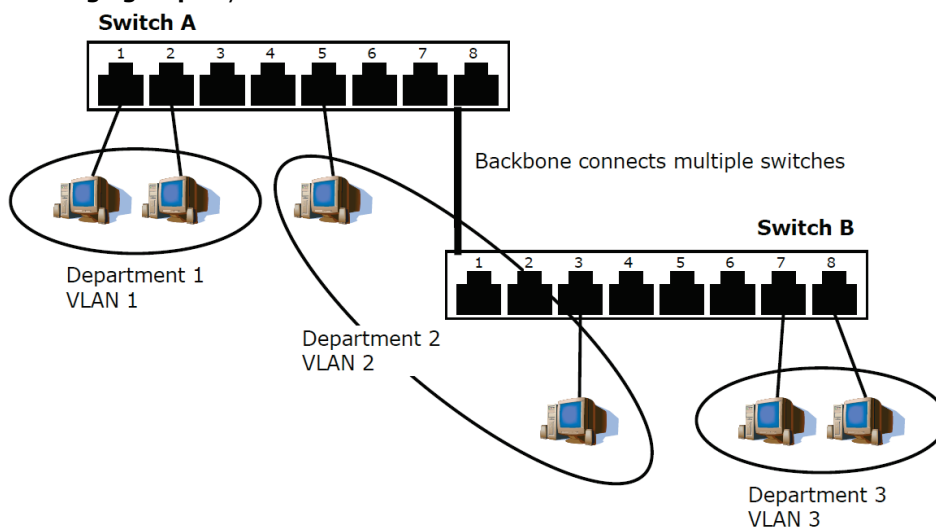 Switch A
1 2 3 4 5 6 7 8
Backbone connects multiple switches
Switch B
1 2 3 4 5 6 7 8
Department 1
VLAN 1
Department 2
VLAN 2
Department 3
VLAN 3